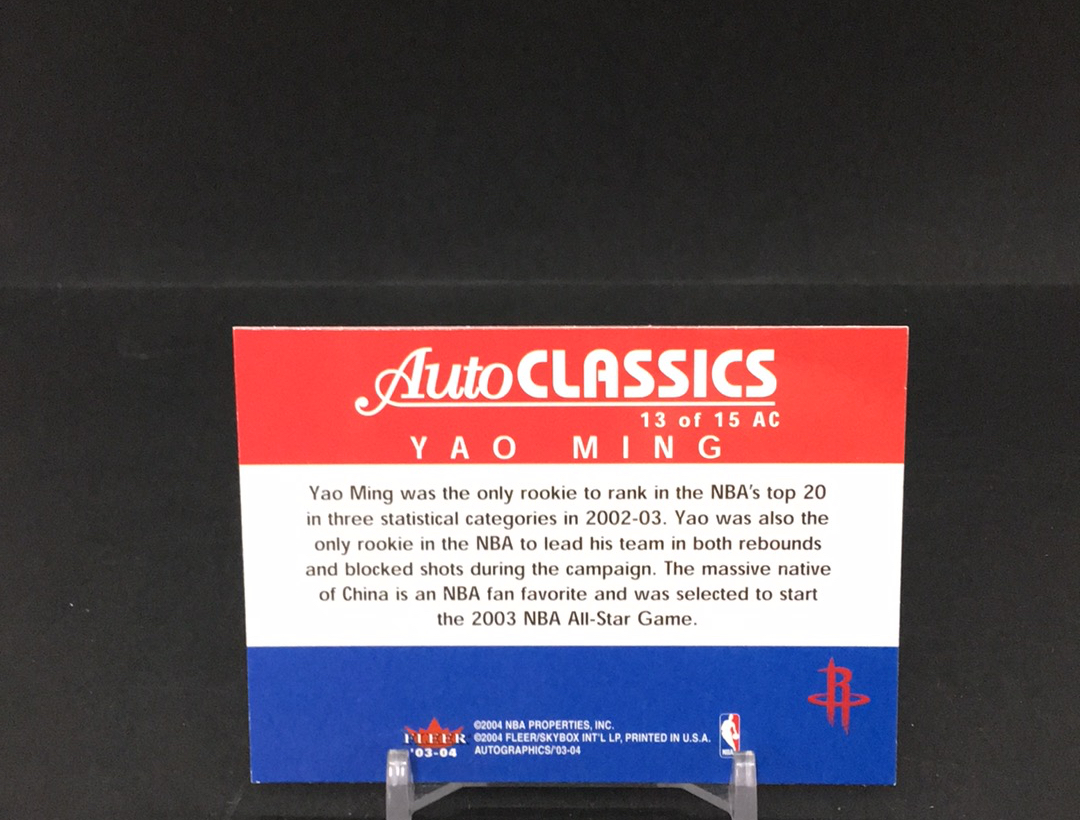 AutoCLASSICS
13 of 15 AC
YAO MING
Yao Ming was the only rookie to rank in the NBA's top 20
in three statistical categories in 2002-03. Yao was also the
only rookie in the NBA to lead his team in both rebounds
and blocked shots during the campaign. The massive native
of China is an NBA fan favorite and was selected to start
the 2003 NBA All-Star Game.
R
FLEER
'03-04
©2004 NBA PROPERTIES, INC.
©2004 FLEER/SKYBOX INT'L LP, PRINTED IN U.S.A.
AUTOGRAPHICS/'03-04
NBA